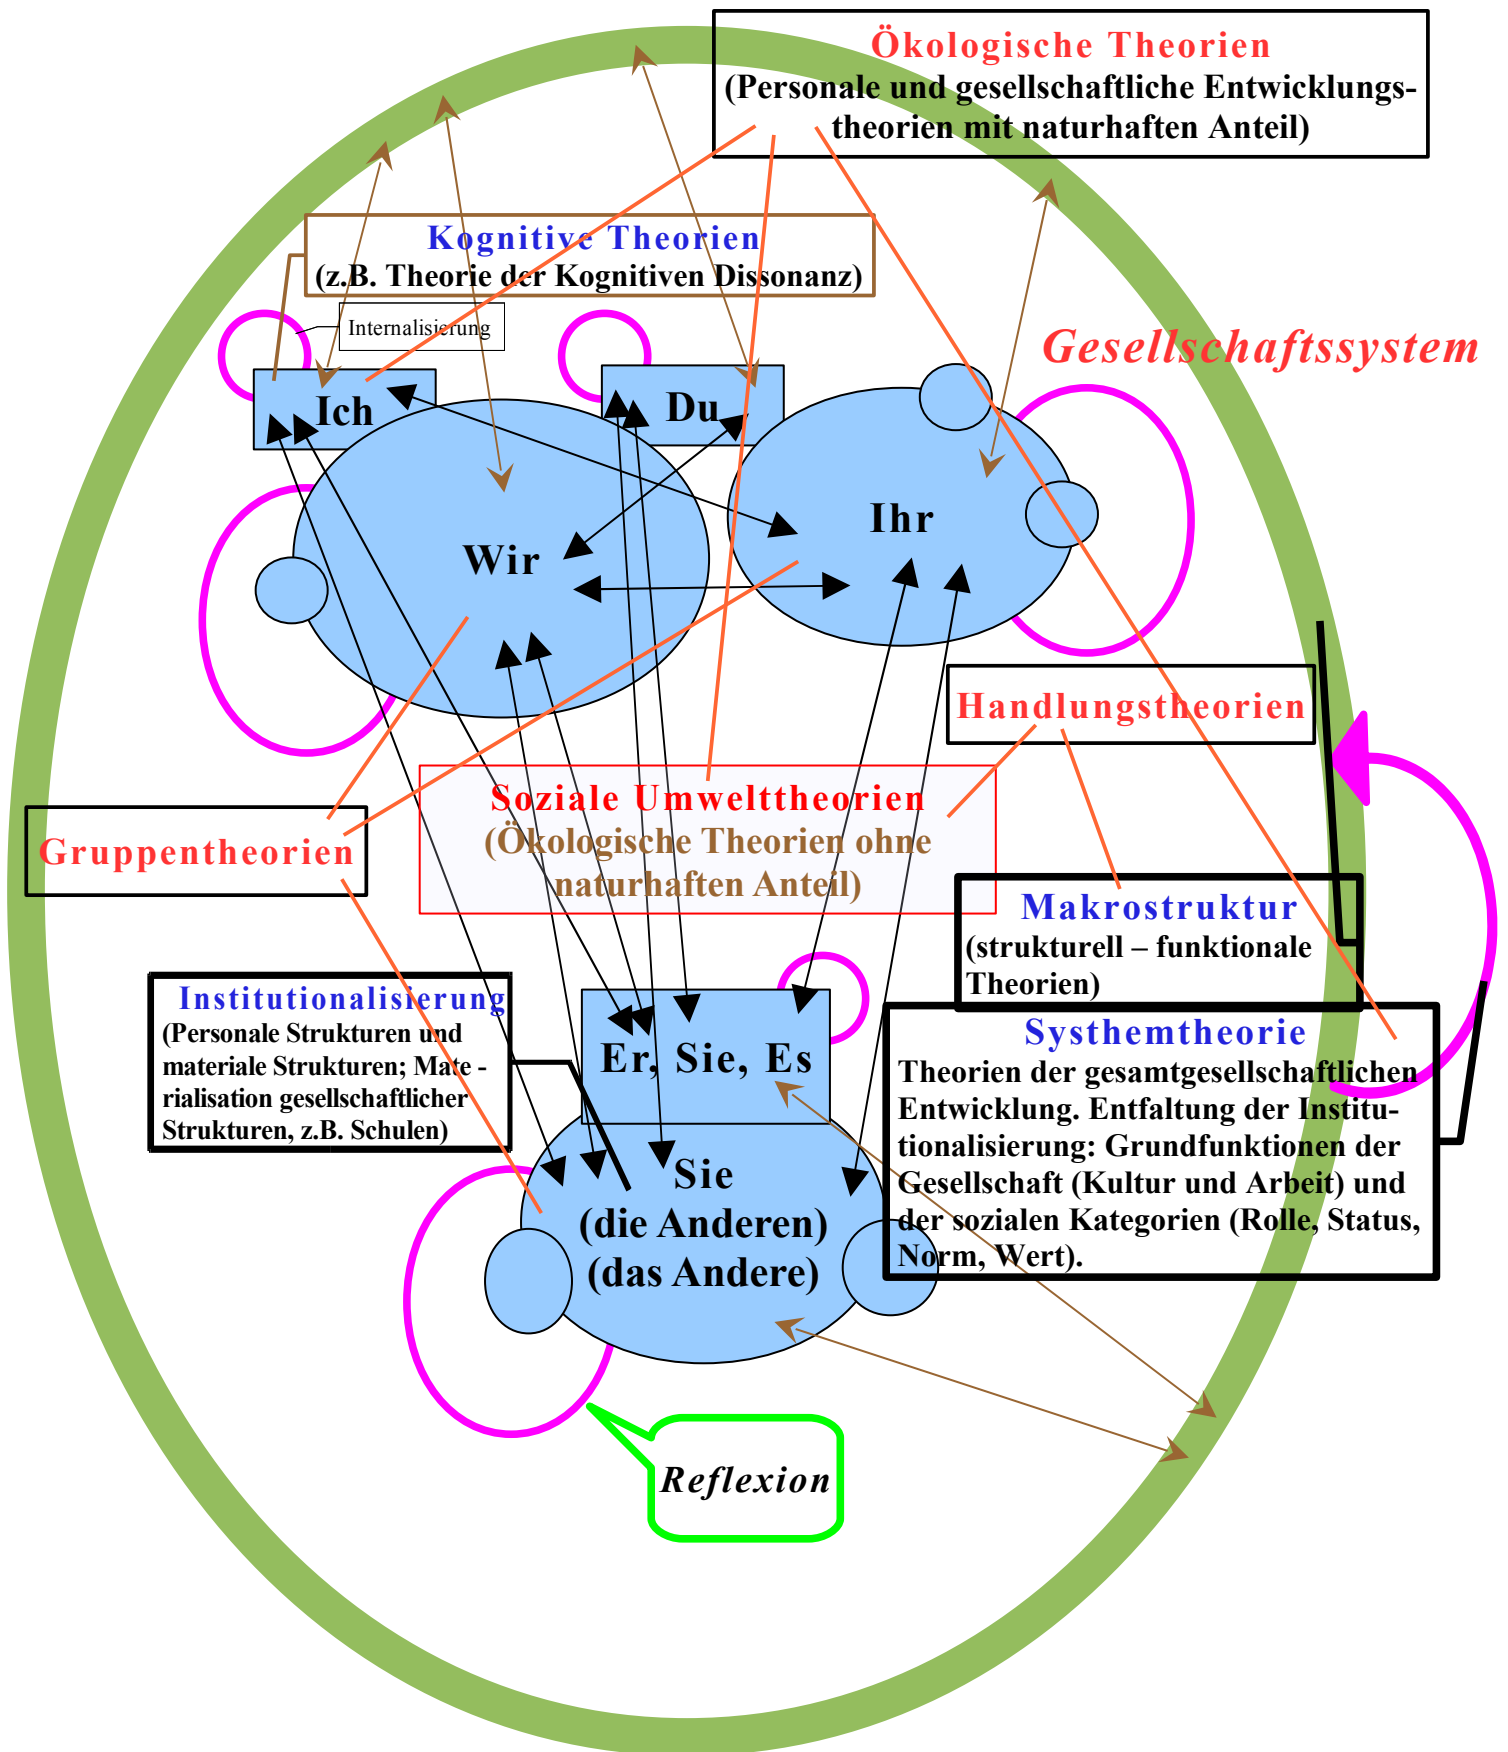 Ökologische Theorien
(Personale und gesellschaftliche Entwicklungs-
theorien mit naturhaften Anteil)
Kognitive Theorien
(z.B. Theorie der Kognitiven Dissonanz)
Internalisierung
Gesellschaftssystem
Ich
Du
Ihr
Wir
Handlungstheorien
Soziale Umwelttheorien
(Ökologische Theorien ohne
naturhaften Anteil)
Gruppentheorien
Makrostruktur
(strukturell – funktionale
Theorien)
Institutionalisierung
(Personale Strukturen und
materiale Strukturen; Mate -
rialisation gesellschaftlicher
Strukturen, z.B. Schulen)
Er, Sie, Es
Systhemtheorie
Theorien der gesamtgesellschaftlichen
Entwicklung. Entfaltung der Institu-
tionalisierung: Grundfunktionen der
Gesellschaft (Kultur und Arbeit) und
der sozialen Kategorien (Rolle, Status,
Norm, Wert).
Sie
(die Anderen)
(das Andere)
Reflexion